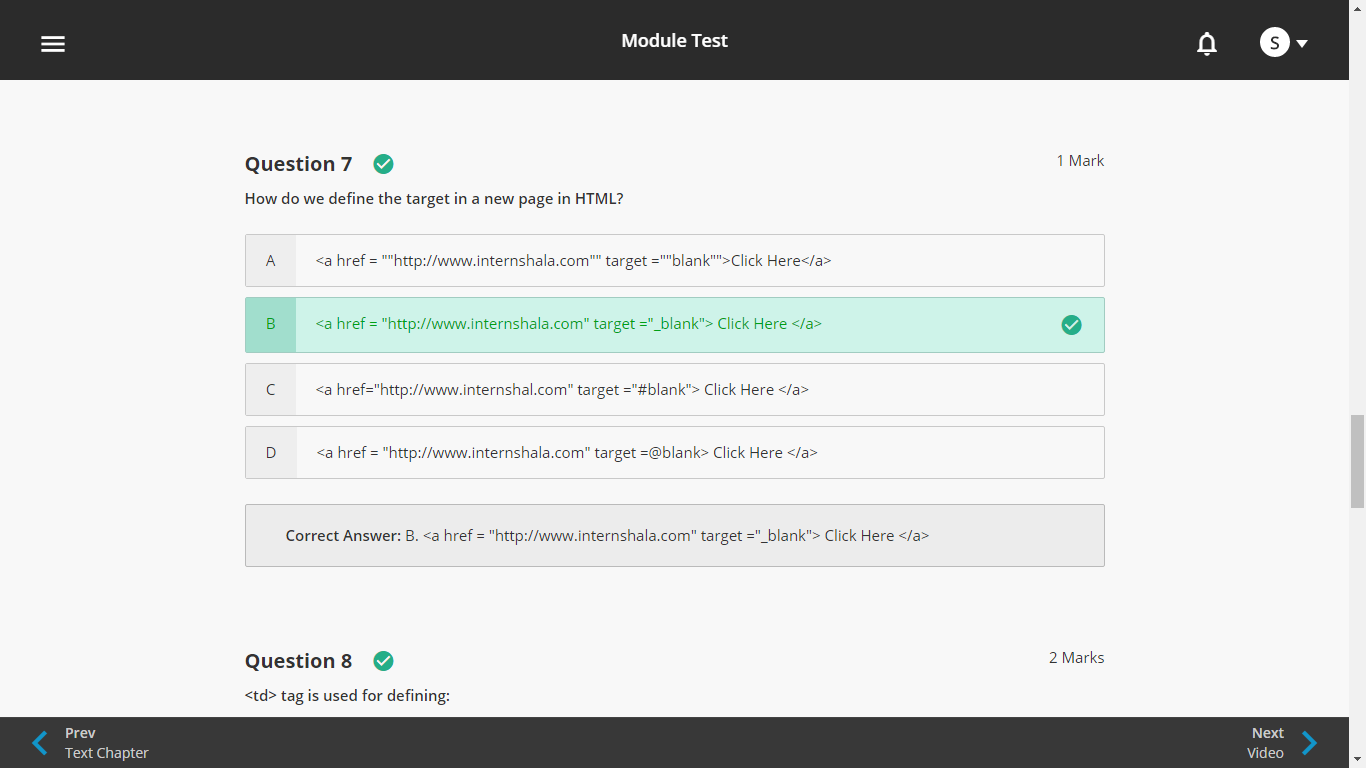 Module Test
S
Question 7
1 Mark
How do we define the target in a new page in HTML?
A <a href = ""http://www.internshala.com"" target =""blank"">Click Here</a>
B <a href = "http://www.internshala.com" target ="_blank"> Click Here </a>
C <a href="http://www.internshal.com" target ="#blank"> Click Here </a>
D <a href = "http://www.internshala.com" target =@blank> Click Here </a>
Correct Answer: B. <a href = "http://www.internshala.com" target ="_blank"> Click Here </a>
Question 8
2 Marks
<td> tag is used for defining:
Prev
Text Chapter
Next
Video